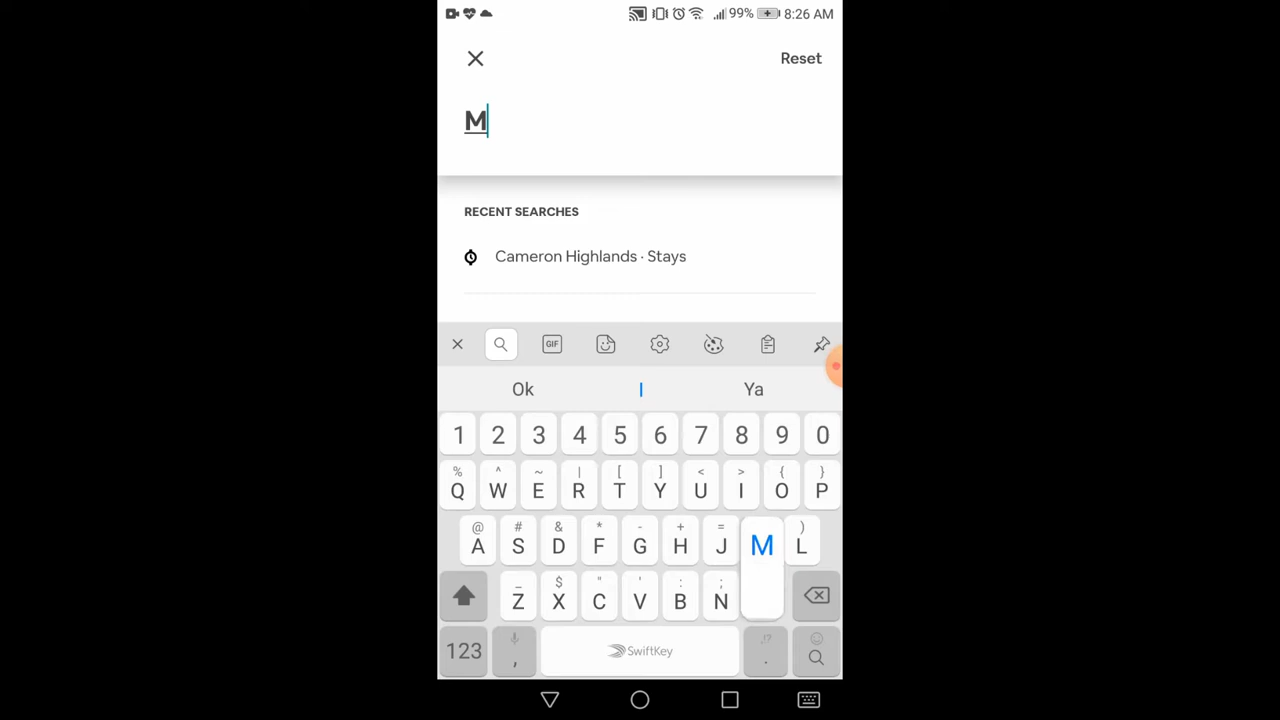 99% 8:26 AM
Reset
M
RECENT SEARCHES
Cameron Highlands · Stays
GIF
Ok I Ya
1 2 3 4 5 6 7 8 9 0
% ^ ~ | [ ] < > { }
Q W E R T Y U I O P
@ # & * - + = )
A S D F G H J M L
_ $ " ' : ;
Z X C V B N
123 , SwiftKey ,!? .